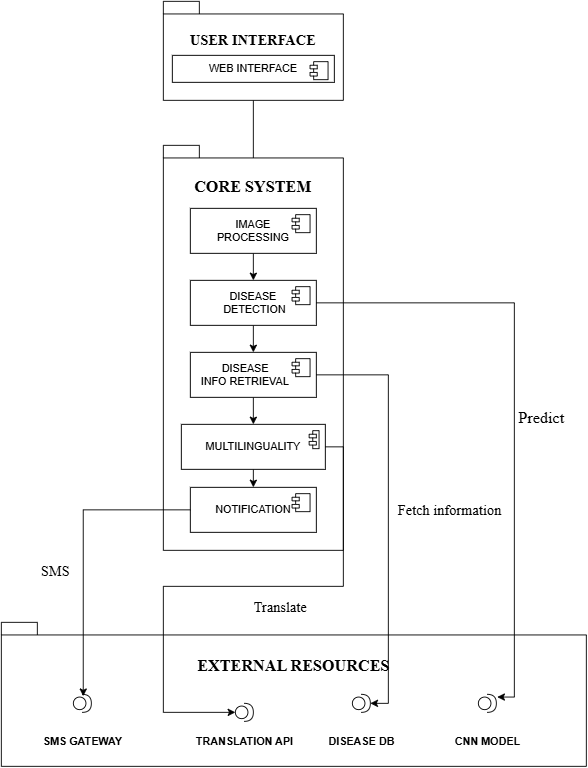 USER INTERFACE
WEB INTERFACE
CORE SYSTEM
IMAGE
PROCESSING
DISEASE
DETECTION
DISEASE
INFO RETRIEVAL
MULTILINGUALITY
NOTIFICATION
Predict
Fetch information
SMS
Translate
EXTERNAL RESOURCES
SMS GATEWAY
TRANSLATION API
DISEASE DB
CNN MODEL